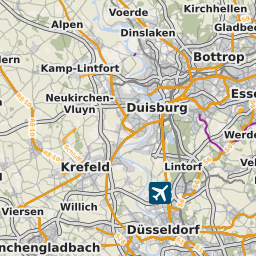 Voerde
Kirchhellen
Alpen
Dinslaken
Gladbe
Bottrop
Kamp-Lintfort
Esse
Neukirchen-
Vluyn
Duisburg
Werde
Krefeld
Lintorf
Vel
Viersen
Willich
Düsseldorf
nchengladbach